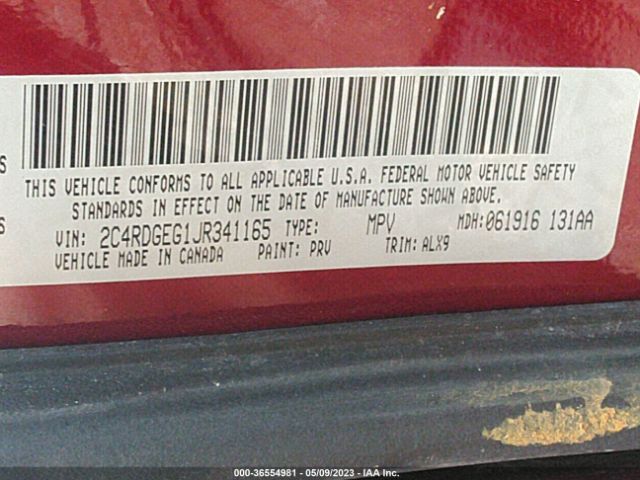 S
THIS VEHICLE CONFORMS TO ALL APPLICABLE U.S.A. FEDERAL MOTOR VEHICLE SAFETY
STANDARDS IN EFFECT ON THE DATE OF MANUFACTURE SHOWN ABOVE.
S
VIN: 2C4RDGEG1JR341165 TYPE: MPV MDH: 061916 131AA
VEHICLE MADE IN CANADA PAINT: PRV TRIM: ALX9
000-36554981 | 05/09/2023 - IAA Inc.